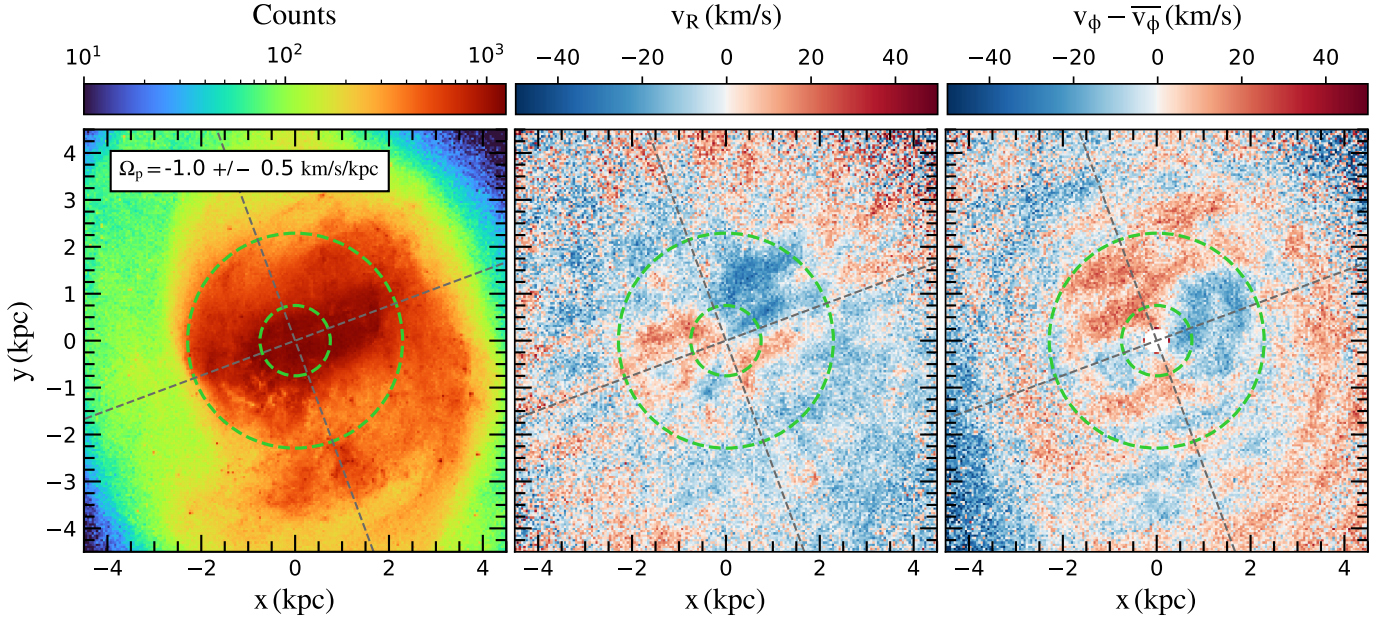 Counts
v_R (km/s)
v_ϕ − \overline{v_ϕ} (km/s)
10¹ 10² 10³
−40 −20 0 20 40
−40 −20 0 20 40
Ω_p = -1.0 +/− 0.5 km/s/kpc
y (kpc)
4
3
2
1
0
−1
−2
−3
−4
−4 −2 0 2 4
−4 −2 0 2 4
−4 −2 0 2 4
x (kpc)
x (kpc)
x (kpc)